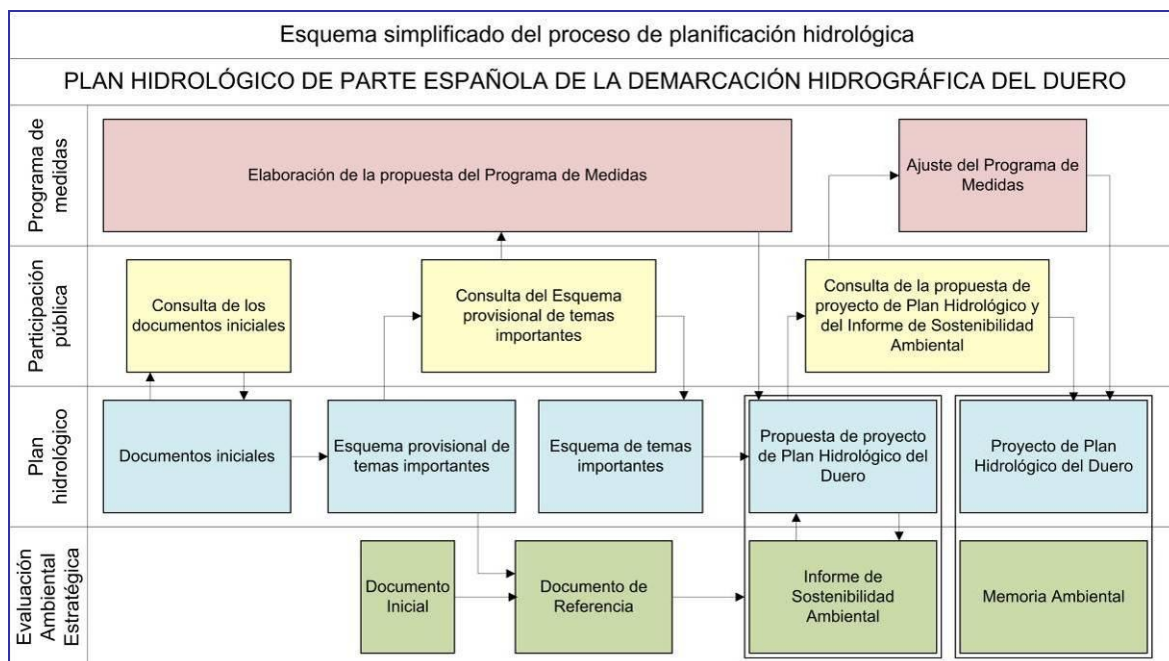 Esquema simplificado del proceso de planificación hidrológica
PLAN HIDROLÓGICO DE PARTE ESPAÑOLA DE LA DEMARCACIÓN HIDROGRÁFICA DEL DUERO
Programa de
medidas
Elaboración de la propuesta del Programa de Medidas
Ajuste del Programa de
Medidas
Participación
pública
Consulta de los
documentos iniciales
Consulta del Esquema
provisional de temas
importantes
Consulta de la propuesta de
proyecto de Plan Hidrológico y
del Informe de Sostenibilidad
Ambiental
Plan
hidrológico
Documentos iniciales
Esquema provisional de
temas importantes
Esquema de temas
importantes
Propuesta de proyecto
de Plan Hidrológico del
Duero
Proyecto de Plan
Hidrológico del Duero
Evaluación
Ambiental
Estratégica
Documento
Inicial
Documento de
Referencia
Informe de
Sostenibilidad
Ambiental
Memoria Ambiental